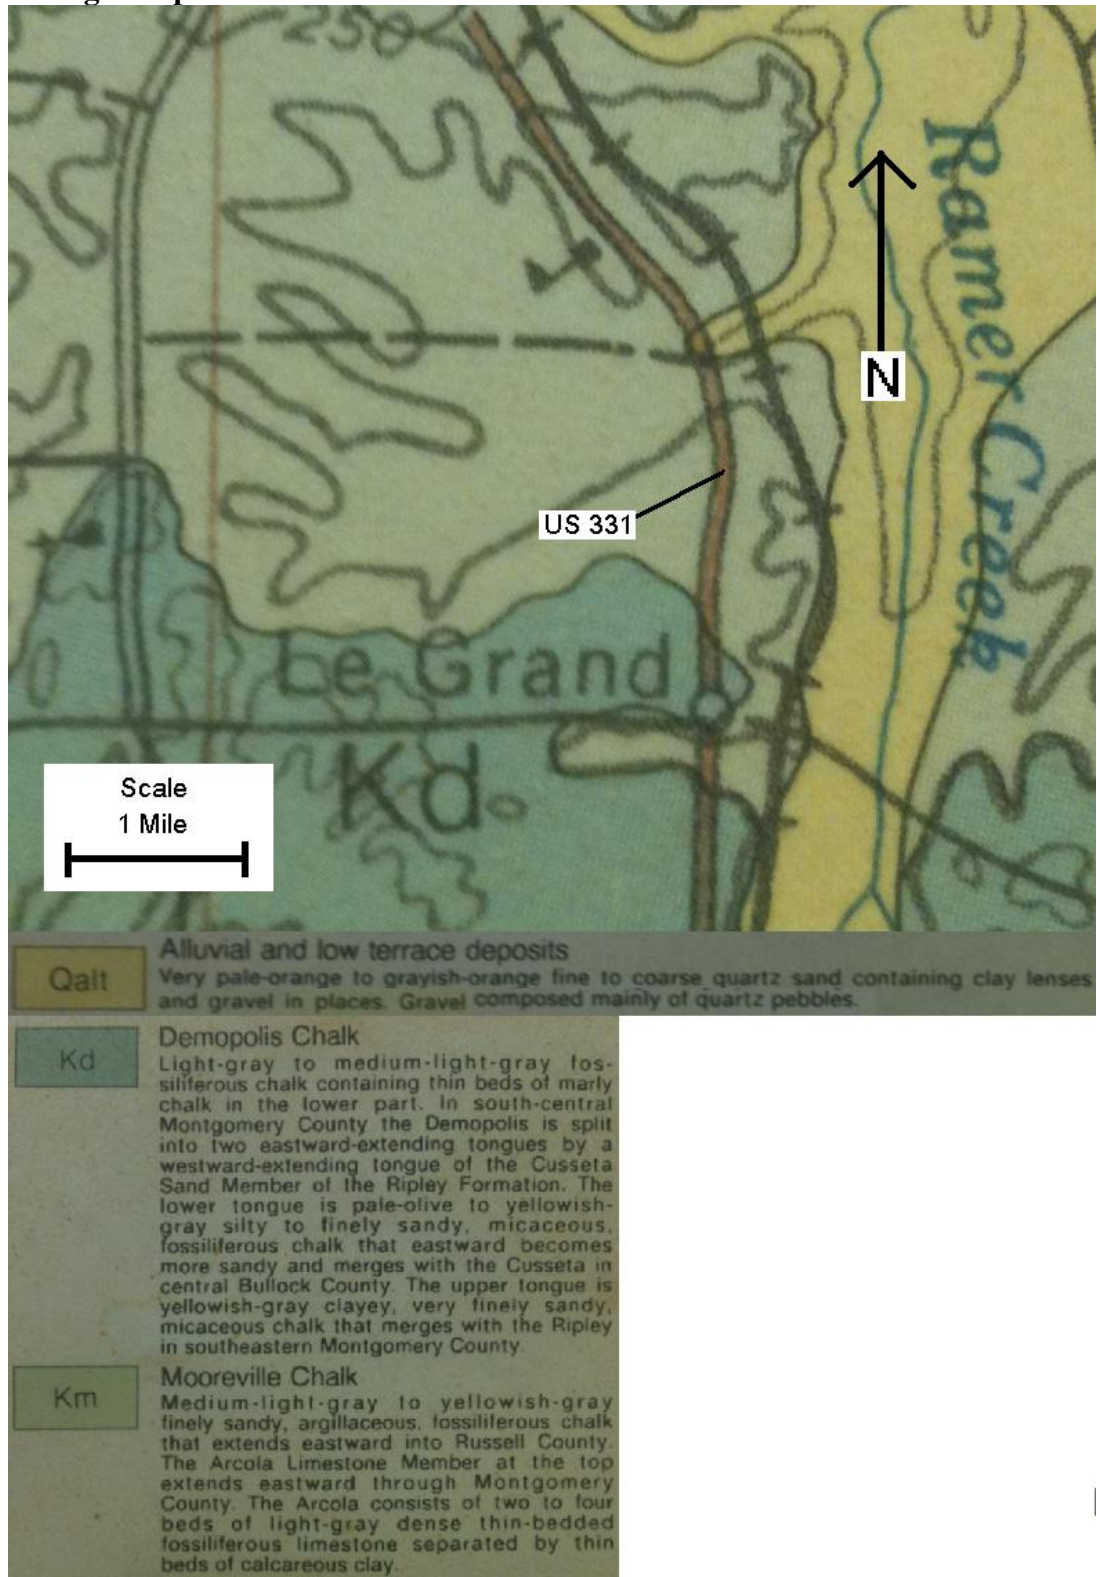 250
Ramer Creek
N
US 331
Le Grand
Kd
Scale
1 Mile
Qalt
Alluvial and low terrace deposits
Very pale-orange to grayish-orange fine to coarse quartz sand containing clay lenses
and gravel in places. Gravel composed mainly of quartz pebbles.
Kd
Demopolis Chalk
Light-gray to medium-light-gray fos-
siliferous chalk containing thin beds of marly
chalk in the lower part. In south-central
Montgomery County the Demopolis is split
into two eastward-extending tongues by a
westward-extending tongue of the Cusseta
Sand Member of the Ripley Formation. The
lower tongue is pale-olive to yellowish-
gray silty to finely sandy, micaceous,
fossiliferous chalk that eastward becomes
more sandy and merges with the Cusseta in
central Bullock County. The upper tongue is
yellowish-gray clayey, very finely sandy,
micaceous chalk that merges with the Ripley
in southeastern Montgomery County.
Km
Mooreville Chalk
Medium-light-gray to yellowish-gray
finely sandy, argillaceous, fossiliferous chalk
that extends eastward into Russell County.
The Arcola Limestone Member at the top
extends eastward through Montgomery
County. The Arcola consists of two to four
beds of light-gray dense thin-bedded
fossiliferous limestone separated by thin
beds of calcareous clay.